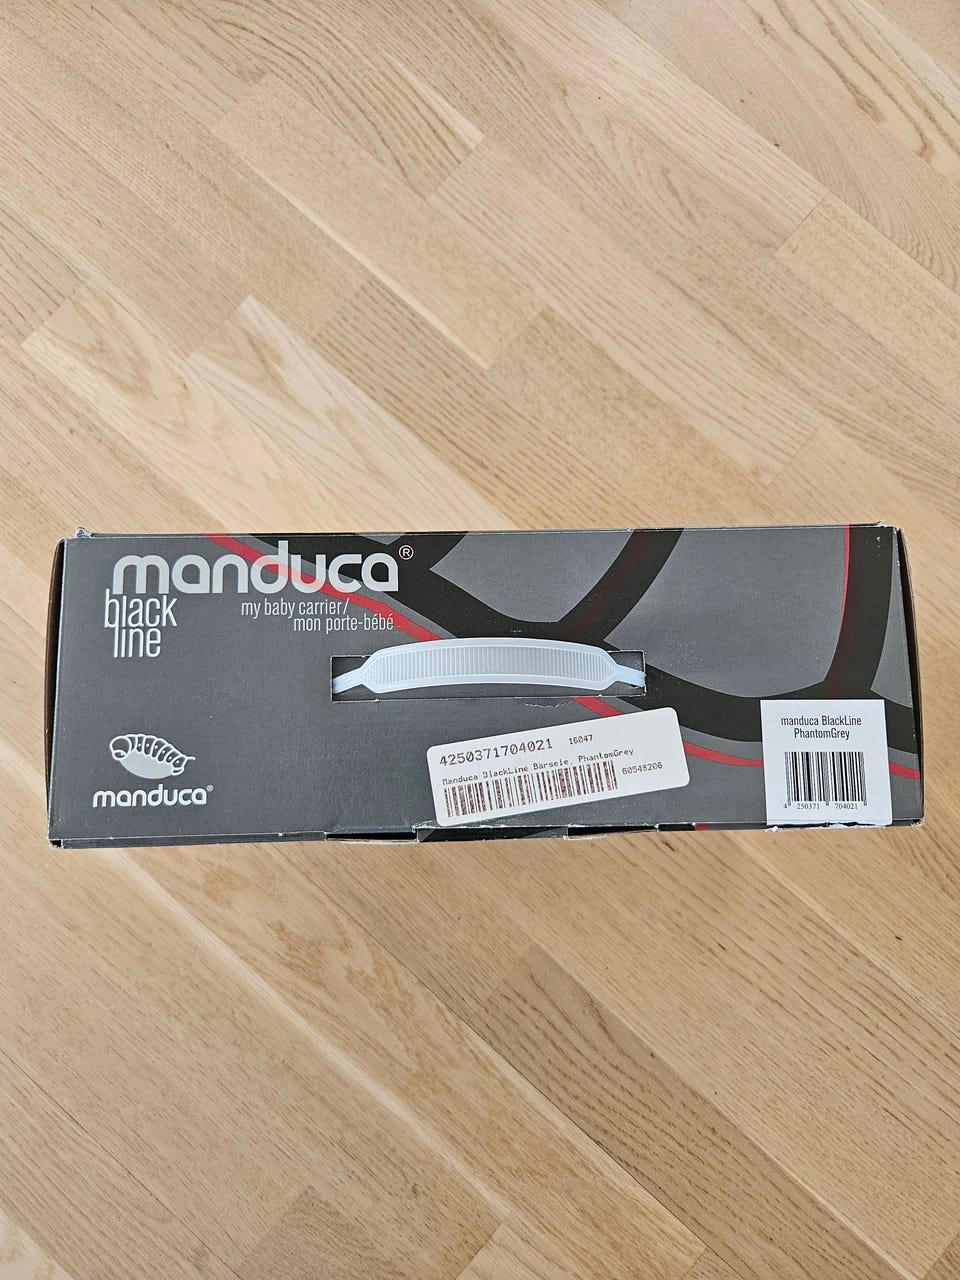 manduca®
black
line
my baby carrier/
mon porte-bébé
manduca®
4250371704021 16047
Manduca BlackLine Bärsele, PhantomGrey
60548206
manduca BlackLine
PhantomGrey
4 250371 704021